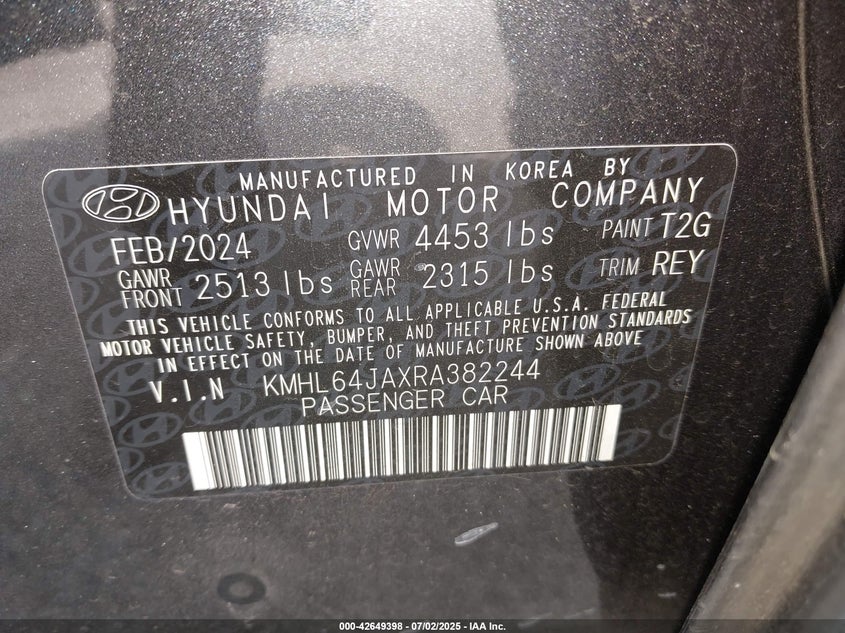 MANUFACTURED IN KOREA BY
HYUNDAI MOTOR COMPANY
FEB/2024 GVWR 4453 lbs PAINT T2G
GAWR FRONT 2513 lbs GAWR REAR 2315 lbs TRIM REY
THIS VEHICLE CONFORMS TO ALL APPLICABLE U.S.A. FEDERAL
MOTOR VEHICLE SAFETY, BUMPER, AND THEFT PREVENTION STANDARDS
IN EFFECT ON THE DATE OF MANUFACTURE SHOWN ABOVE
V.I.N KMHL64JAXRA382244
PASSENGER CAR
000-42649398 - 07/02/2025 - IAA Inc.